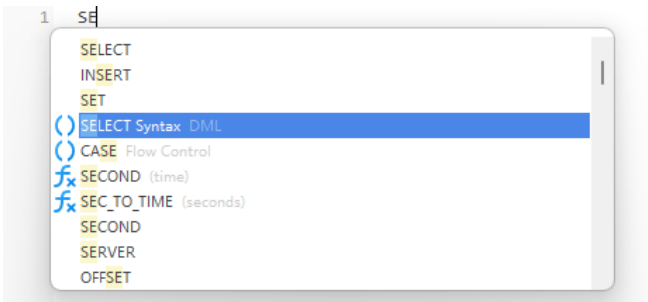 1 SE
SELECT
INSERT
SET
SELECT Syntax DML
CASE Flow Control
SECOND (time)
SEC_TO_TIME (seconds)
SECOND
SERVER
OFFSET